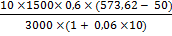 10 ×1500× 0,6 × (573,62 − 50)
3000 × (1 + 0,06 × 10)